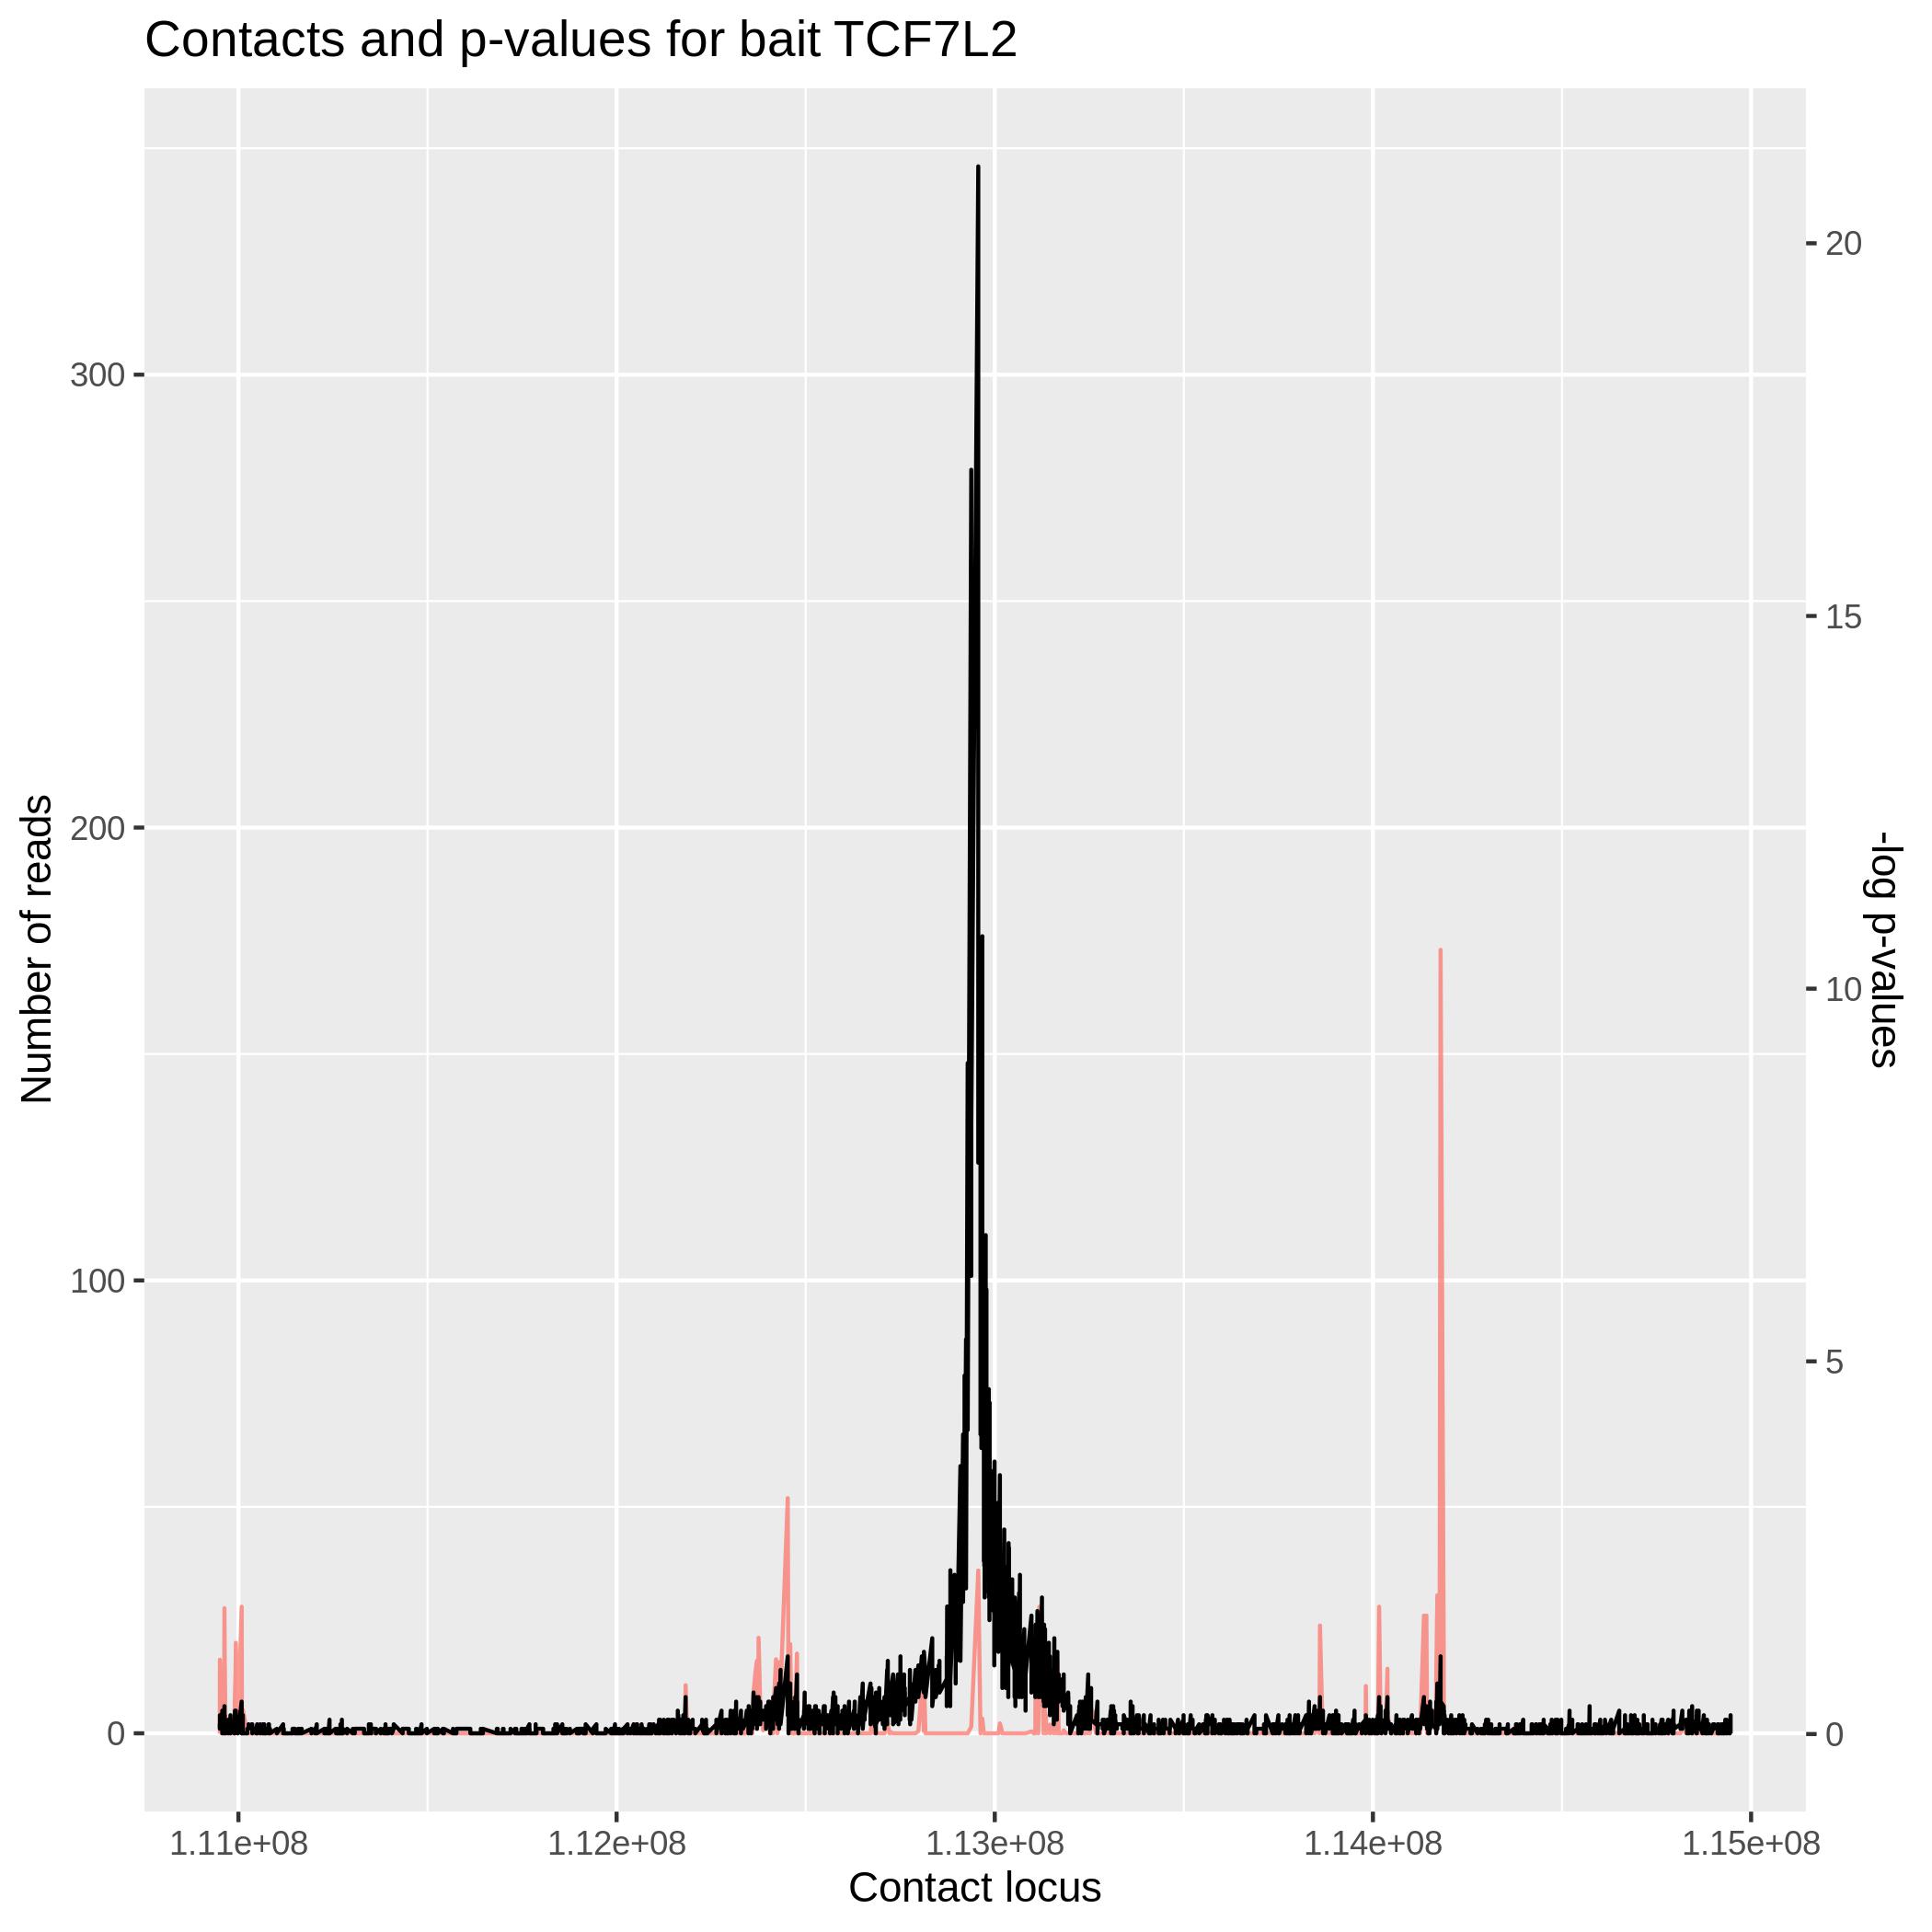 Contacts and p-values for bait TCF7L2
300
200
100
0
Number of reads
20
15
10
5
0
-log p-values
1.11e+08 1.12e+08 1.13e+08 1.14e+08 1.15e+08
Contact locus